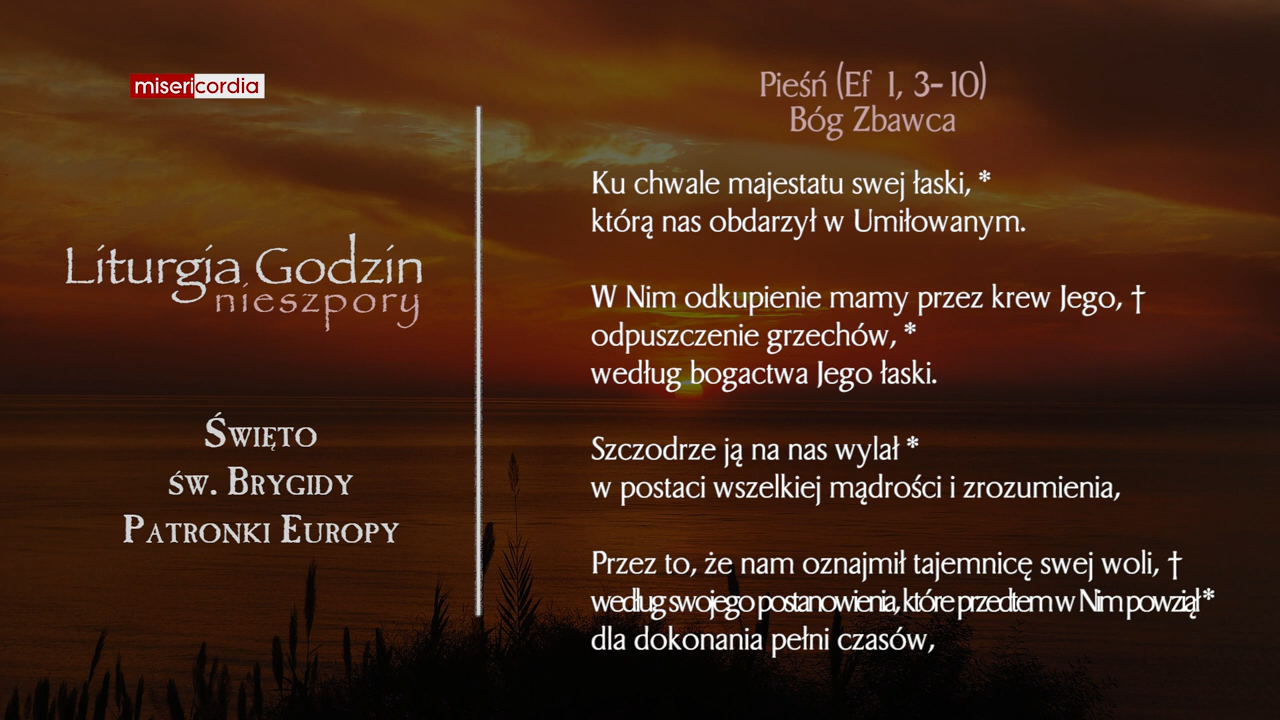 misericordia
Liturgia Godzin
nieszpory
Święto
św. Brygidy
Patronki Europy
Pieśń (Ef 1, 3-10)
Bóg Zbawca
Ku chwale majestatu swej łaski, *
którą nas obdarzył w Umiłowanym.
W Nim odkupienie mamy przez krew Jego, †
odpuszczenie grzechów, *
według bogactwa Jego łaski.
Szczodrze ją na nas wylał *
w postaci wszelkiej mądrości i zrozumienia,
Przez to, że nam oznajmił tajemnicę swej woli, †
według swojego postanowienia, które przedtem w Nim powziął *
dla dokonania pełni czasów,